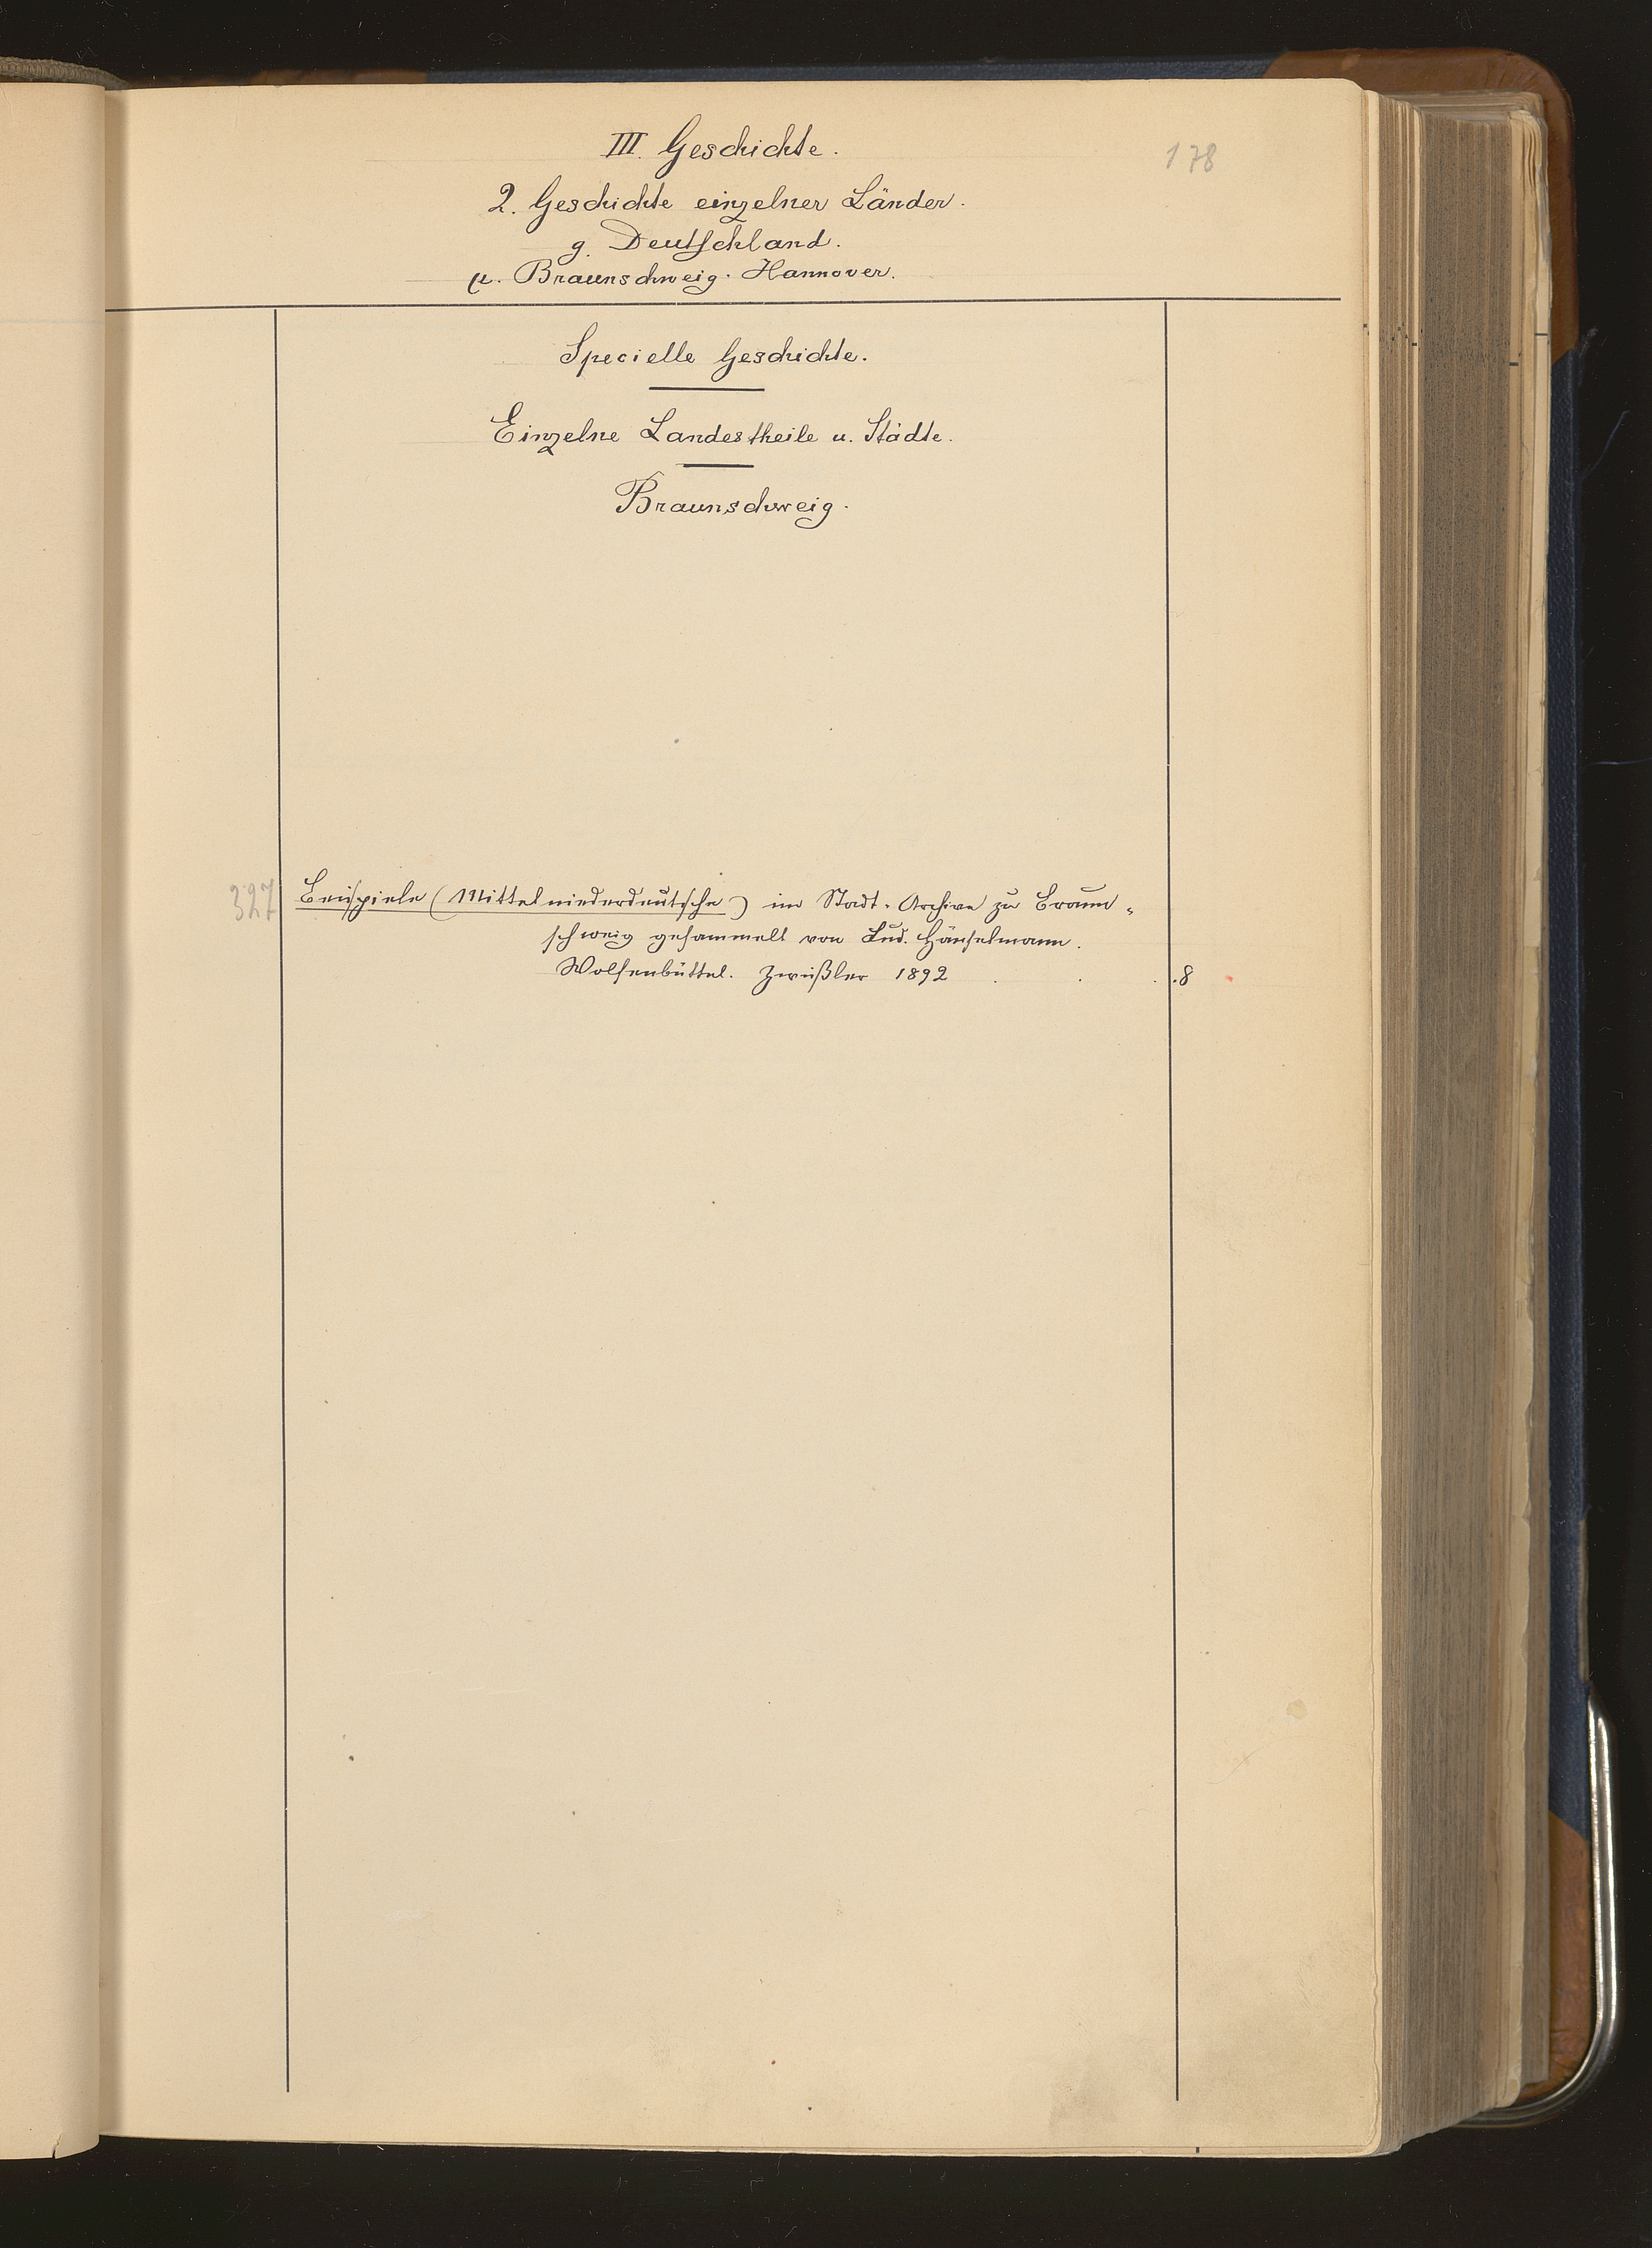 III. Geschichte.
178
2. Geschichte einzelner Länder.
g. Deutschland.
μ. Braunschweig. Hannover.
Specielle Geschichte.
Einzelne Landestheile u. Städte.
Braunschweig.
327 Beispiele (Mittelniederdeutsche) im Stadt-Archive zu Braun-
schweig gesammelt von Lud. Hänselmann.
Wolfenbüttel. Zwißler 1892 . . . .8